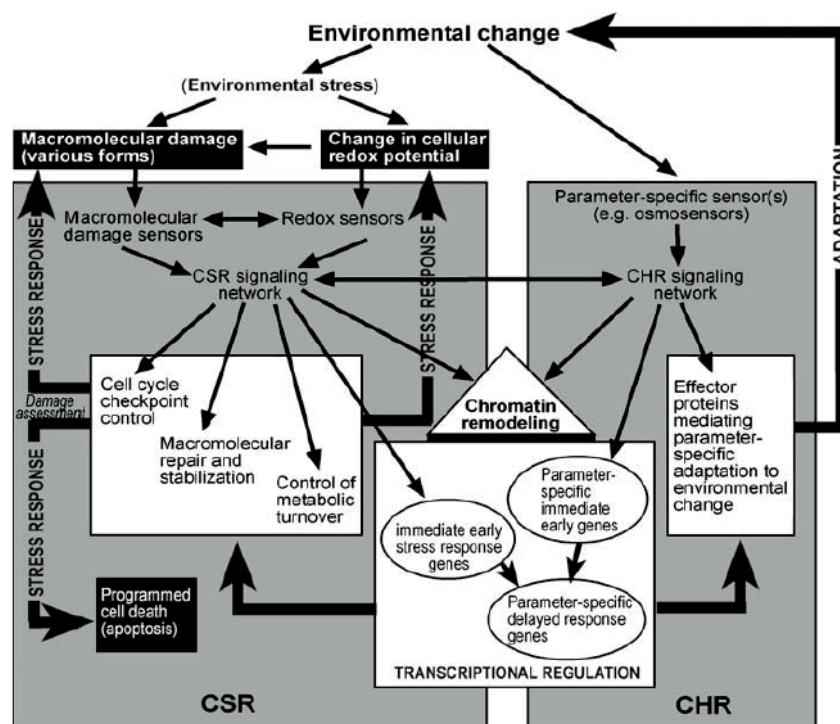 Environmental change
(Environmental stress)
Macromolecular damage
(various forms)
Change in cellular
redox potential
ADAPTATION
Parameter-specific sensor(s)
(e.g. osmosensors)
Macromolecular
damage sensors
Redox sensors
STRESS RESPONSE
STRESS RESPONSE
CSR signaling
network
CHR signaling
network
Cell cycle
checkpoint
control
Macromolecular
repair and
stabilization
Control of
metabolic
turnover
Damage
assessment
Chromatin
remodeling
Effector
proteins
mediating
parameter-
specific
adaptation to
environmental
change
Parameter-
specific
immediate
early genes
immediate early
stress response
genes
Parameter-specific
delayed response
genes
STRESS RESPONSE
Programmed
cell death
(apoptosis)
TRANSCRIPTIONAL REGULATION
CSR
CHR